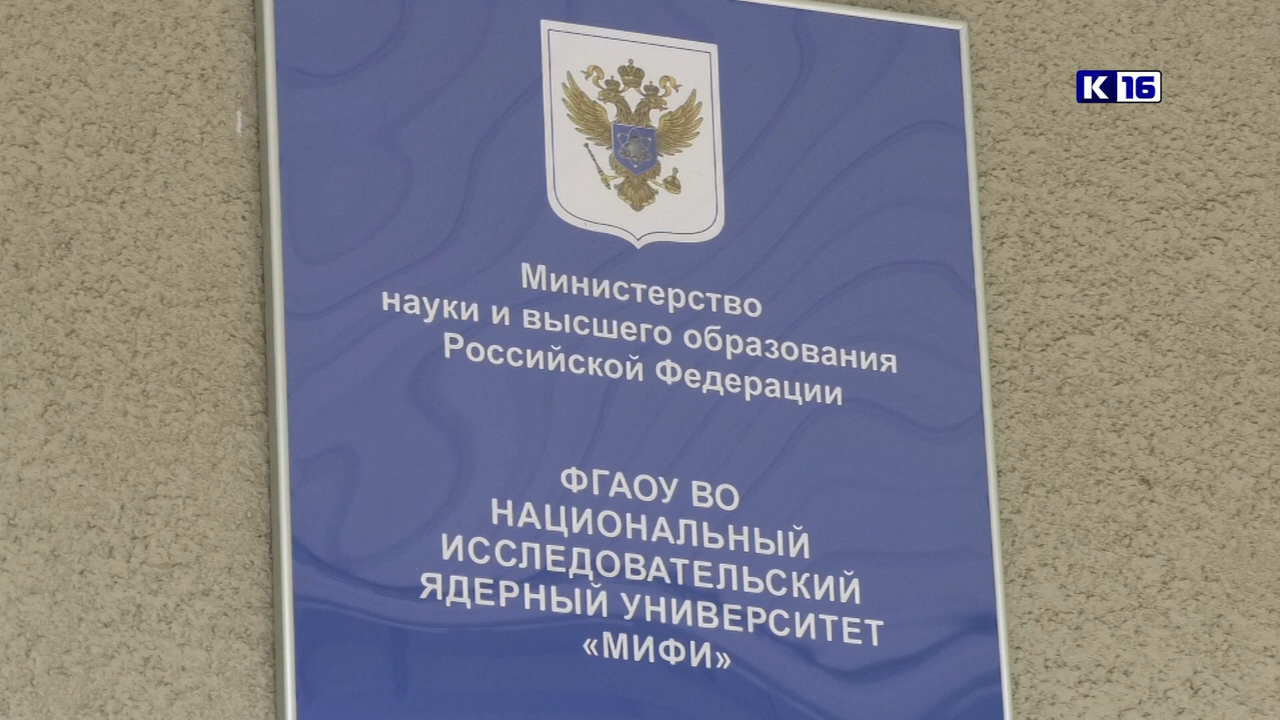 К 16
Министерство
науки и высшего образования
Российской Федерации
ФГАОУ ВО
НАЦИОНАЛЬНЫЙ
ИССЛЕДОВАТЕЛЬСКИЙ
ЯДЕРНЫЙ УНИВЕРСИТЕТ
«МИФИ»